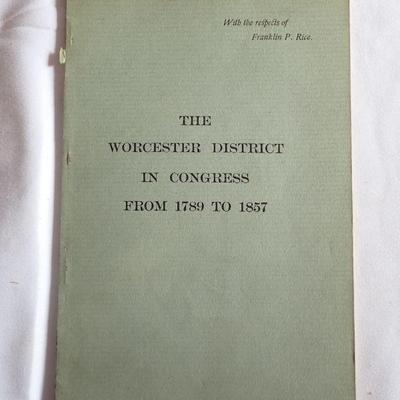 With the respects of
Franklin P. Rice.
THE
WORCESTER DISTRICT
IN CONGRESS
FROM 1789 TO 1857